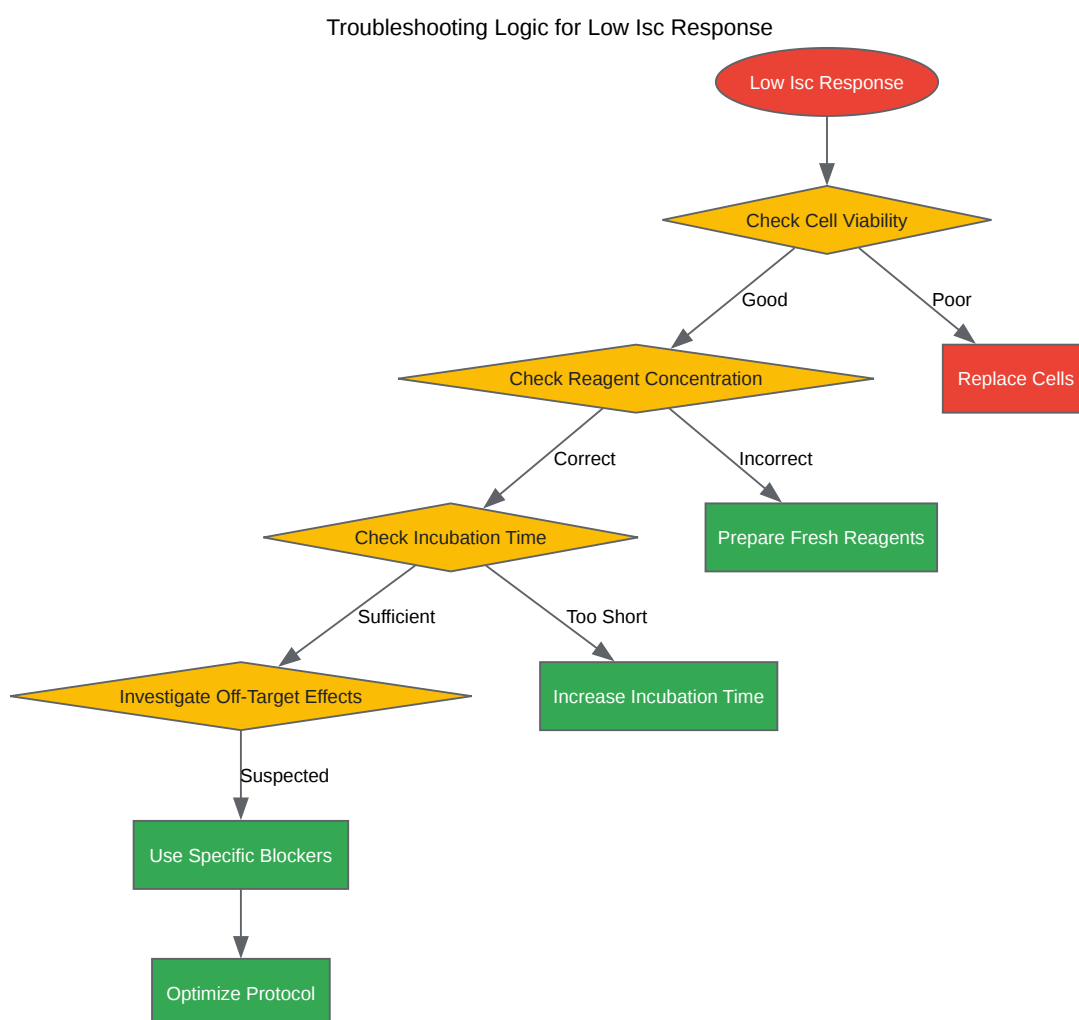 Troubleshooting Logic for Low Isc Response
Low Isc Response
Check Cell Viability
Good
Poor
Check Reagent Concentration
Replace Cells
Correct
Incorrect
Check Incubation Time
Prepare Fresh Reagents
Sufficient
Too Short
Investigate Off-Target Effects
Increase Incubation Time
Suspected
Use Specific Blockers
Optimize Protocol